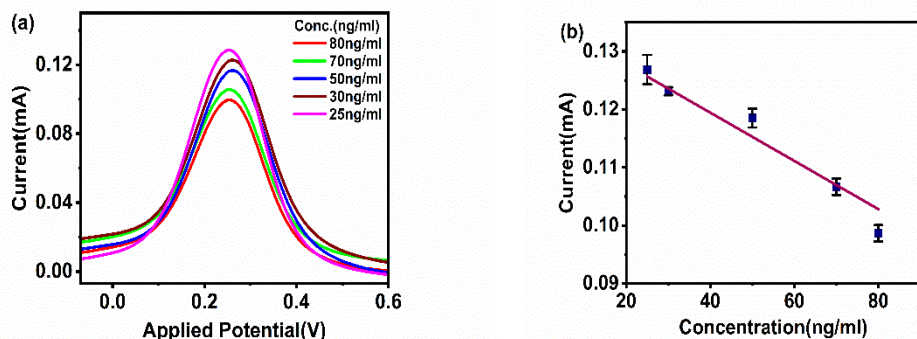 (a)
Conc.(ng/ml)
80ng/ml
70ng/ml
50ng/ml
30ng/ml
25ng/ml
Current(mA)
0.12
0.08
0.04
0.00
0.0 0.2 0.4 0.6
Applied Potential(V)
(b)
Current(mA)
0.13
0.12
0.11
0.10
0.09
20 40 60 80
Concentration(ng/ml)